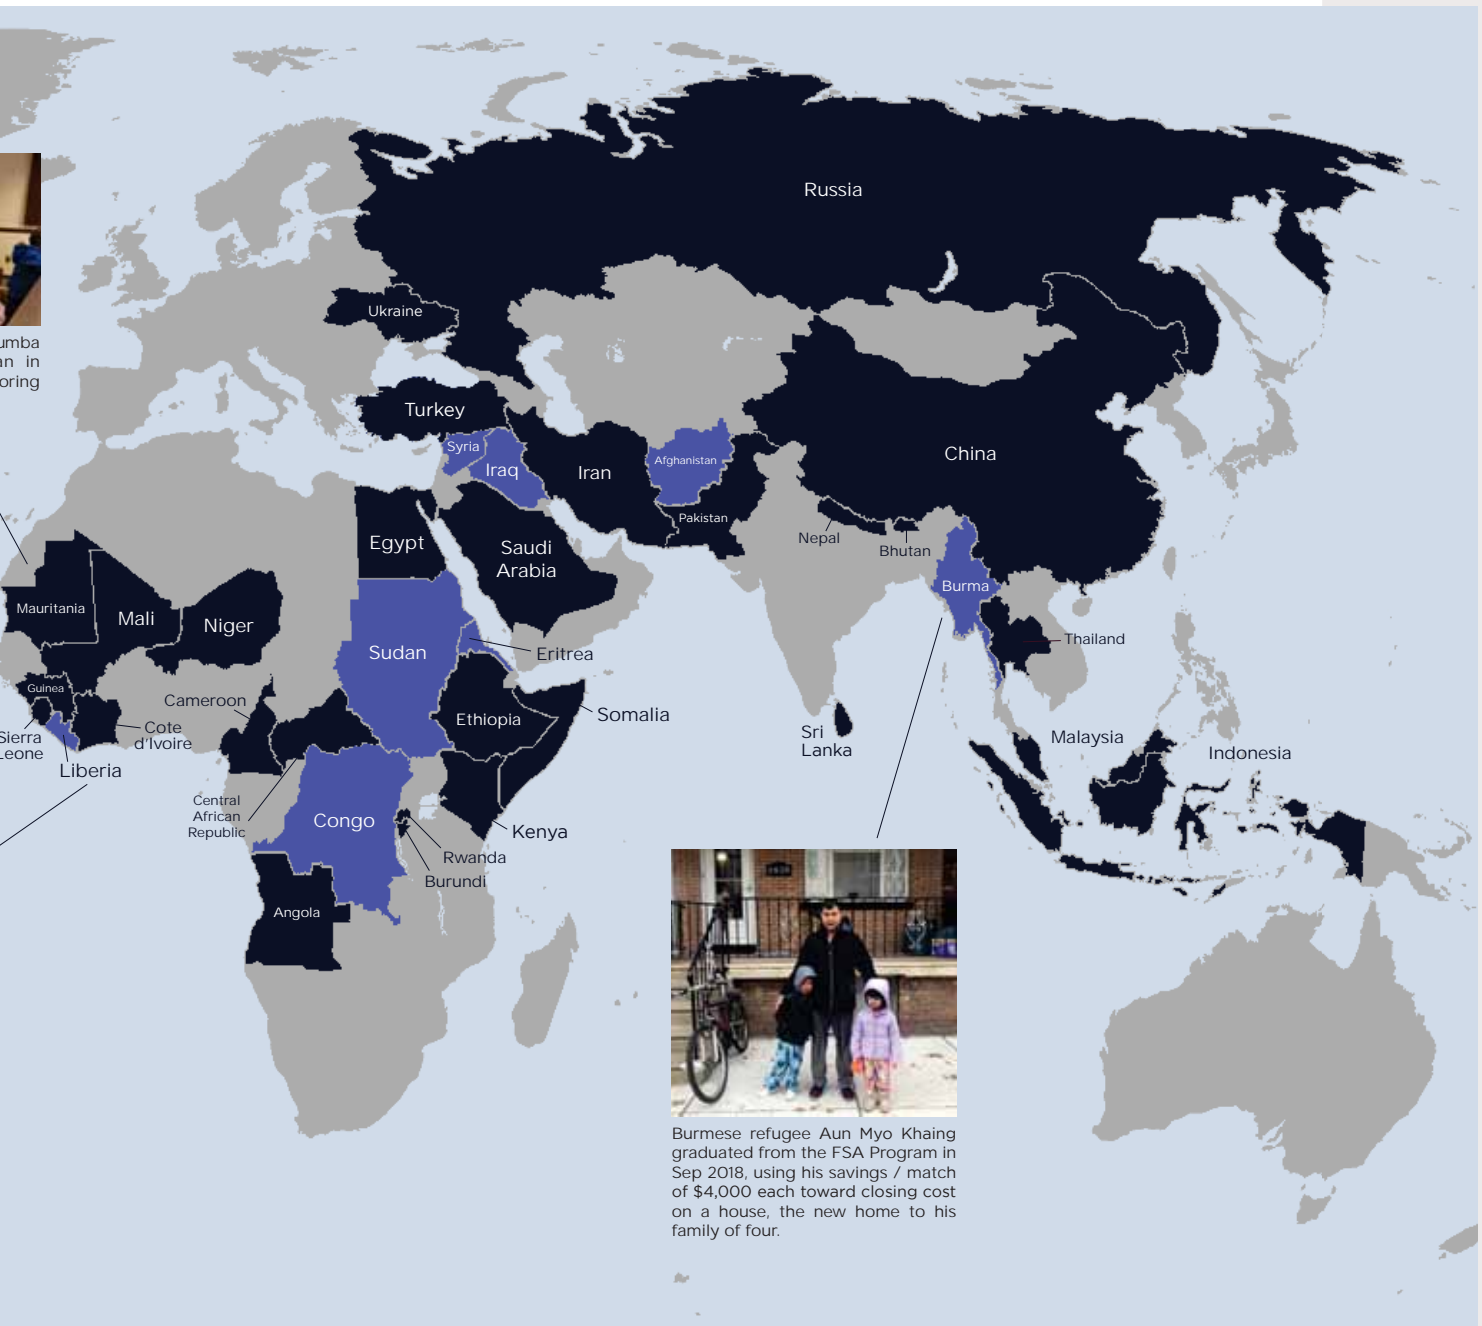 Russia
umba
an in
oring
Ukraine
Turkey
Syria
Iraq
Iran
Afghanistan
China
Pakistan
Nepal
Bhutan
Egypt
Saudi
Arabia
Burma
Mauritania
Mali
Niger
Sudan
Eritrea
Thailand
Guinea
Cameroon
Ethiopia
Somalia
Sierra
Leone
Cote
d'Ivoire
Liberia
Sri
Lanka
Malaysia
Indonesia
Central
African
Republic
Congo
Kenya
Rwanda
Burundi
Angola
Burmese refugee Aun Myo Khaing
graduated from the FSA Program in
Sep 2018, using his savings / match
of $4,000 each toward closing cost
on a house, the new home to his
family of four.